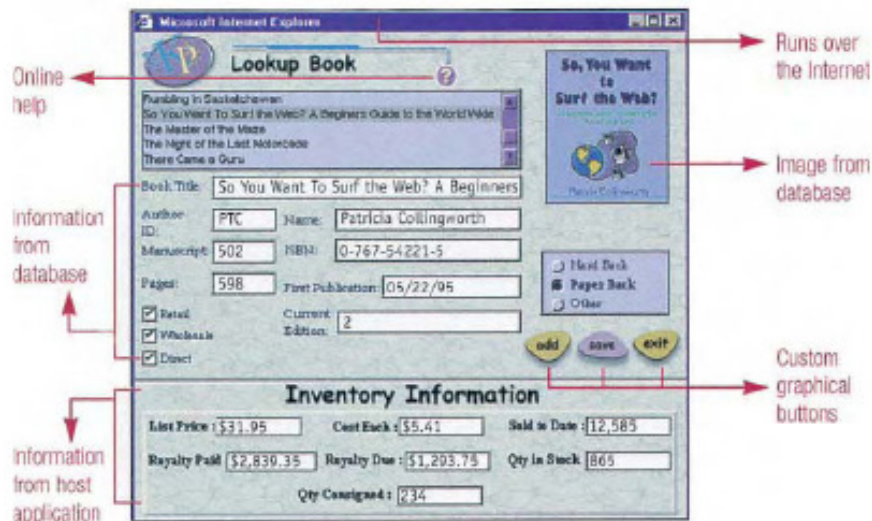 Microsoft Internet Explorer
Lookup Book
?
Rumbling in Saskatchewan
So You Want To Surf the Web? A Beginners Guide to the World Wide
The Master of the Maze
The Night of the Last Motorcade
There Came a Guru
Book Title: So You Want To Surf the Web? A Beginners
Author ID: PTC Name: Patricia Collingworth
Manuscript: 502 ISBN: 0-767-54221-5
Pages: 598 First Publication: 05/22/95
Retail
Wholesale
Direct
Current Edition: 2
So, You Want
to
Surf the Web?
Patricia Collingworth
Hard Back
Paper Back
Other
add save exit
Inventory Information
List Price : $31.95 Cost Each : $5.41 Sold to Date : 12,585
Royalty Paid $2,839.35 Royalty Due : $1,293.75 Qty in Stock 865
Qty Consigned : 234
Online
help
Information
from
database
Information
from host
application
Runs over
the Internet
Image from
database
Custom
graphical
buttons